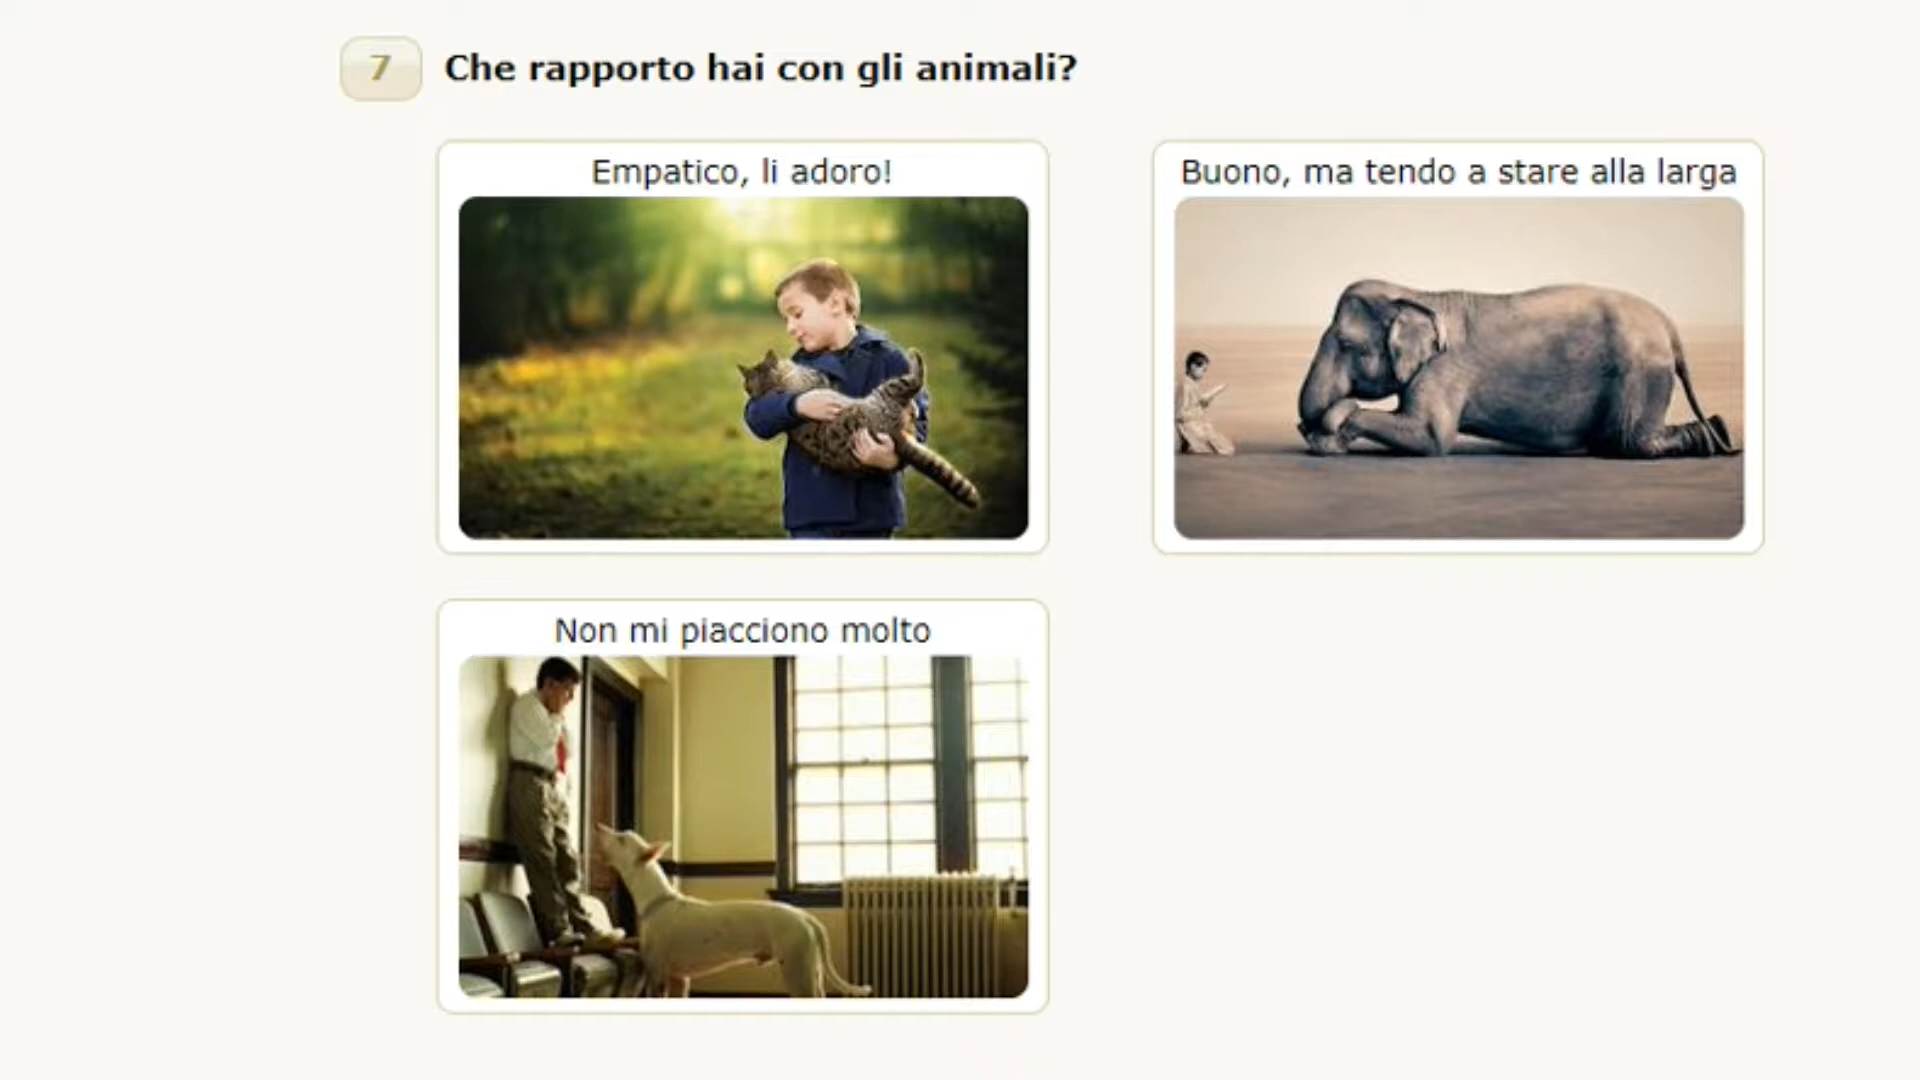 7
Che rapporto hai con gli animali?
Empatico, li adoro!
Buono, ma tendo a stare alla larga
Non mi piacciono molto